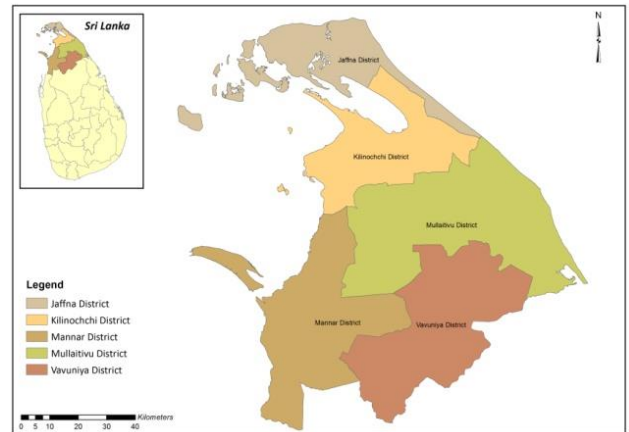 Sri Lanka
N
Jaffna District
Kilinochchi District
Mullaitivu District
Mannar District
Vavuniya District
Legend
Jaffna District
Kilinochchi District
Mannar District
Mullaitivu District
Vavuniya District
Kilometers
0 5 10 20 30 40